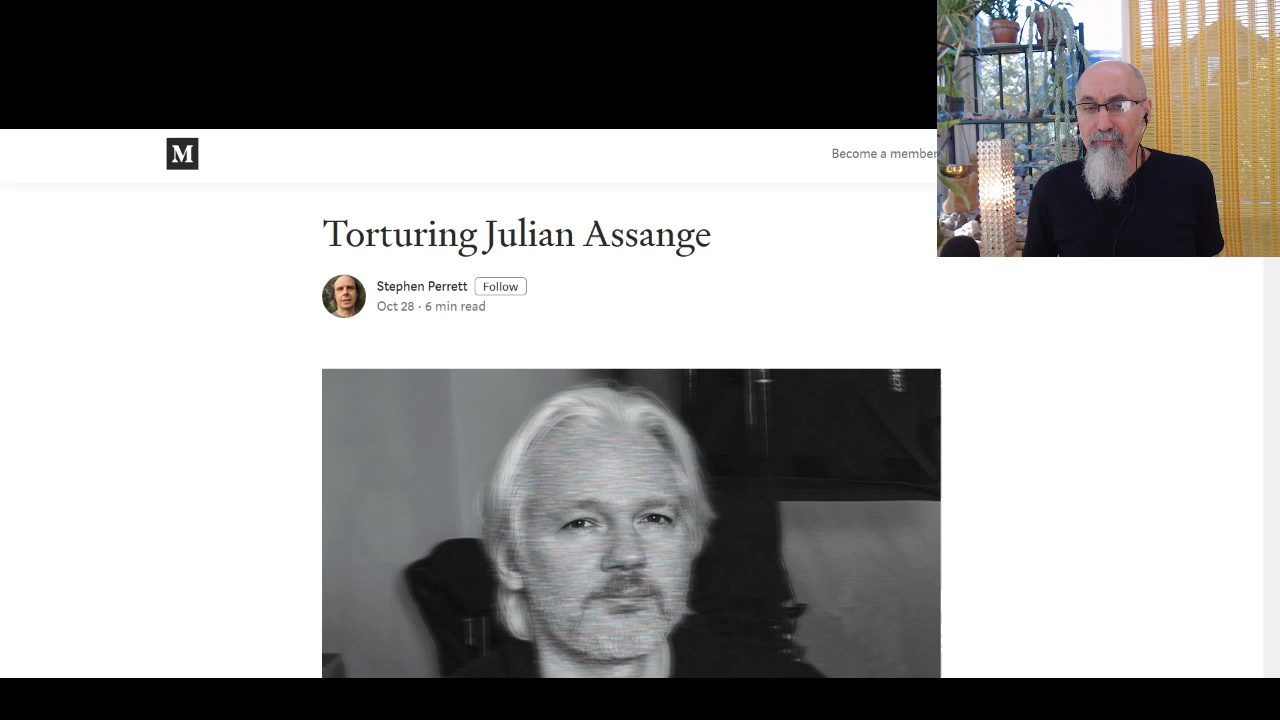 M
Become a member
Torturing Julian Assange
Stephen Perrett Follow
Oct 28 · 6 min read